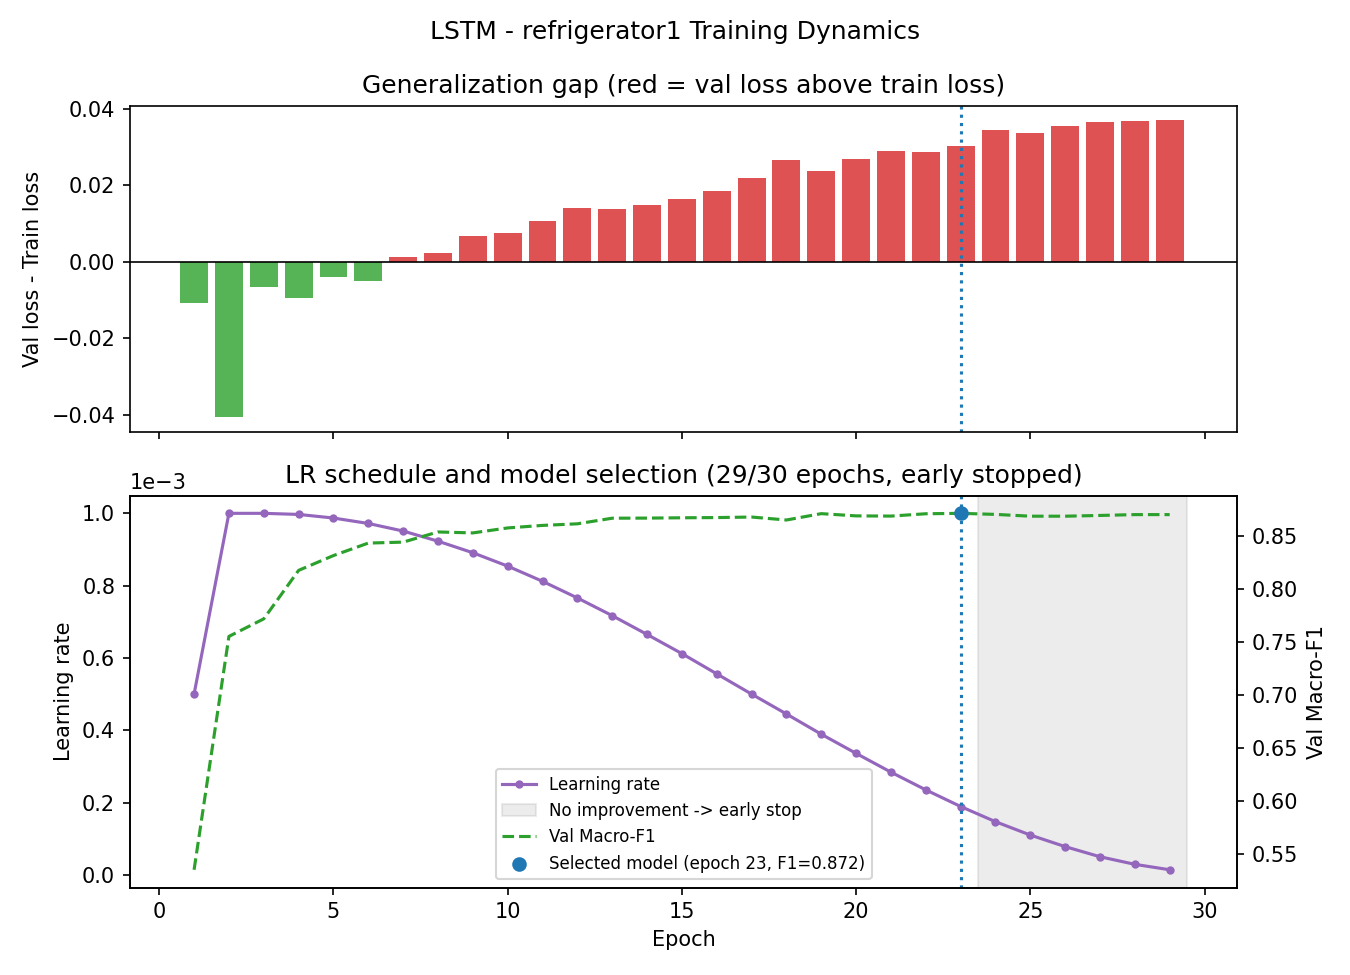 LSTM - refrigerator1 Training Dynamics
Generalization gap (red = val loss above train loss)
Val loss - Train loss
0.04
0.02
0.00
−0.02
−0.04
LR schedule and model selection (29/30 epochs, early stopped)
1e−3
Learning rate
1.0
0.8
0.6
0.4
0.2
0.0
0.85
0.80
0.75
0.70
0.65
0.60
0.55
Val Macro-F1
Learning rate
No improvement -> early stop
Val Macro-F1
Selected model (epoch 23, F1=0.872)
0 5 10 15 20 25 30
Epoch